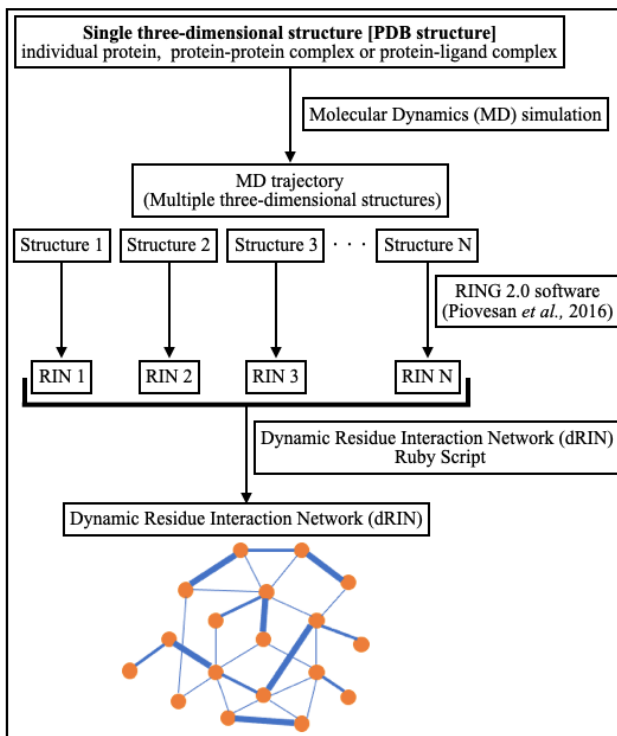 Single three-dimensional structure [PDB structure]
individual protein, protein-protein complex or protein-ligand complex
Molecular Dynamics (MD) simulation
MD trajectory
(Multiple three-dimensional structures)
Structure 1
Structure 2
Structure 3
· · ·
Structure N
RING 2.0 software
(Piovesan et al., 2016)
RIN 1
RIN 2
RIN 3
RIN N
Dynamic Residue Interaction Network (dRIN)
Ruby Script
Dynamic Residue Interaction Network (dRIN)